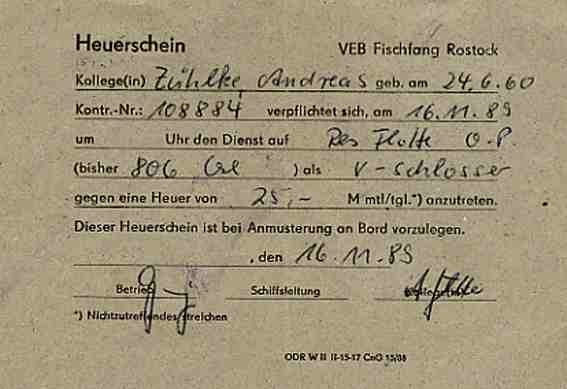 Heuerschein VEB Fischfang Rostock
Kollege(in) Zühlke, Andreas geb. am 24.6.60
Kontr.-Nr.: 108884 verpflichtet sich, am 16.11.89
um Uhr den Dienst auf Res Flotte O-P
(bisher 806 ) als V-Schlosser
gegen eine Heuer von 25,- M mtl/tgl.*) anzutreten.
Dieser Heuerschein ist bei Anmusterung an Bord vorzulegen.
, den 16.11.89
Betrieb Schiffsleitung Kollege(in)
*) Nichtzutreffendes streichen
ODR W II II-15-17 CnG 15/88